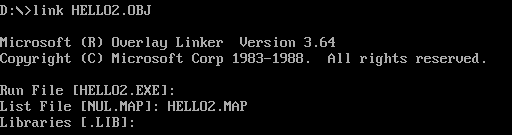 D:\>link HELLO2.OBJ
Microsoft (R) Overlay Linker  Version 3.64
Copyright (C) Microsoft Corp 1983-1988.  All rights reserved.
Run File [HELLO2.EXE]:
List File [NUL.MAP]: HELLO2.MAP
Libraries [.LIB]: